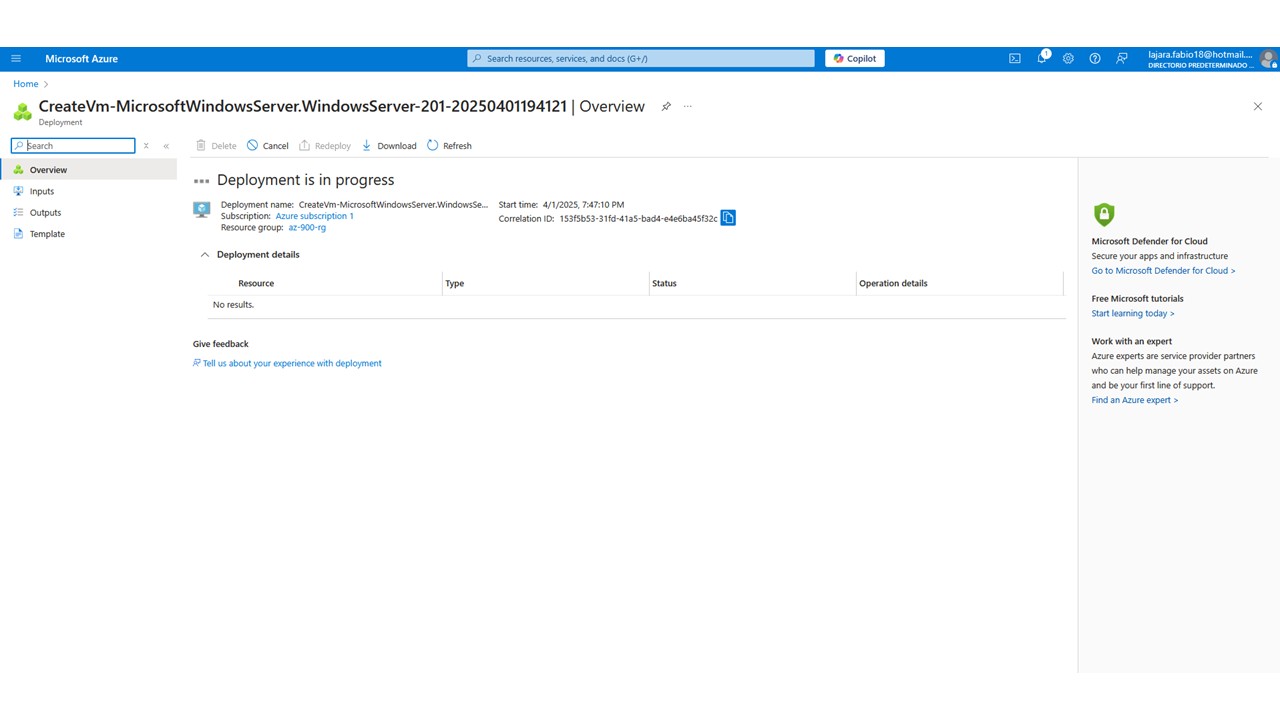 Microsoft Azure
Search resources, services, and docs (G+/)
Copilot
1
lajara.fabio18@hotmail....
DIRECTORIO PREDETERMINADO ...
Home
CreateVm-MicrosoftWindowsServer.WindowsServer-201-20250401194121 | Overview
Deployment
Search
Overview
Inputs
Outputs
Template
Delete Cancel Redeploy Download Refresh
Deployment is in progress
Deployment name: CreateVm-MicrosoftWindowsServer.WindowsSe...
Subscription: Azure subscription 1
Resource group: az-900-rg
Start time: 4/1/2025, 7:47:10 PM
Correlation ID: 153f5b53-31fd-41a5-bad4-e4e6ba45f32c
Deployment details
Resource Type Status Operation details
No results.
Give feedback
Tell us about your experience with deployment
Microsoft Defender for Cloud
Secure your apps and infrastructure
Go to Microsoft Defender for Cloud >
Free Microsoft tutorials
Start learning today >
Work with an expert
Azure experts are service provider partners
who can help manage your assets on Azure
and be your first line of support.
Find an Azure expert >